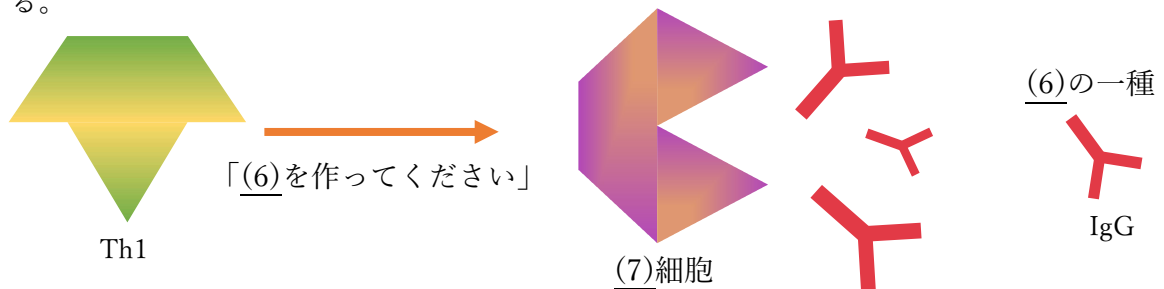 る。
(6)の一種
「(6)を作ってください」
Th1
IgG
(7)細胞